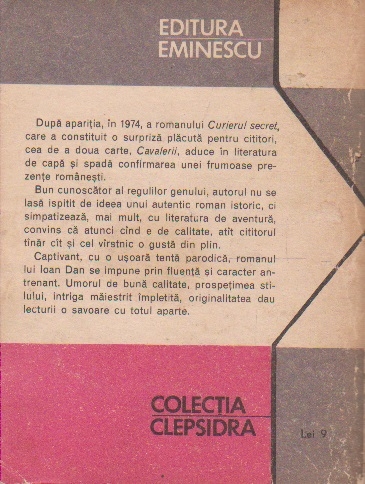 EDITURA
EMINESCU
După apariția, în 1974, a romanului Curierul secret,
care a constituit o surpriză plăcută pentru cititori,
cea de a doua carte, Cavalerii, aduce în literatura
de capă și spadă confirmarea unei frumoase pre-
zențe românești.
Bun cunoscător al regulilor genului, autorul nu se
lasă ispitit de ideea unui autentic roman istoric, ci
simpatizează, mai mult, cu literatura de aventură,
convins că atunci cînd e de calitate, atît cititorul
tînăr cît și cel vîrstnic o gustă din plin.
Captivant, cu o ușoară tentă parodică, romanul
lui Ioan Dan se impune prin fluență și caracter an-
trenant. Umorul de bună calitate, prospețimea sti-
lului, intriga măiestrit împletită, originalitatea dau
lecturii o savoare cu totul aparte.
COLECȚIA
CLEPSIDRA
Lei 9